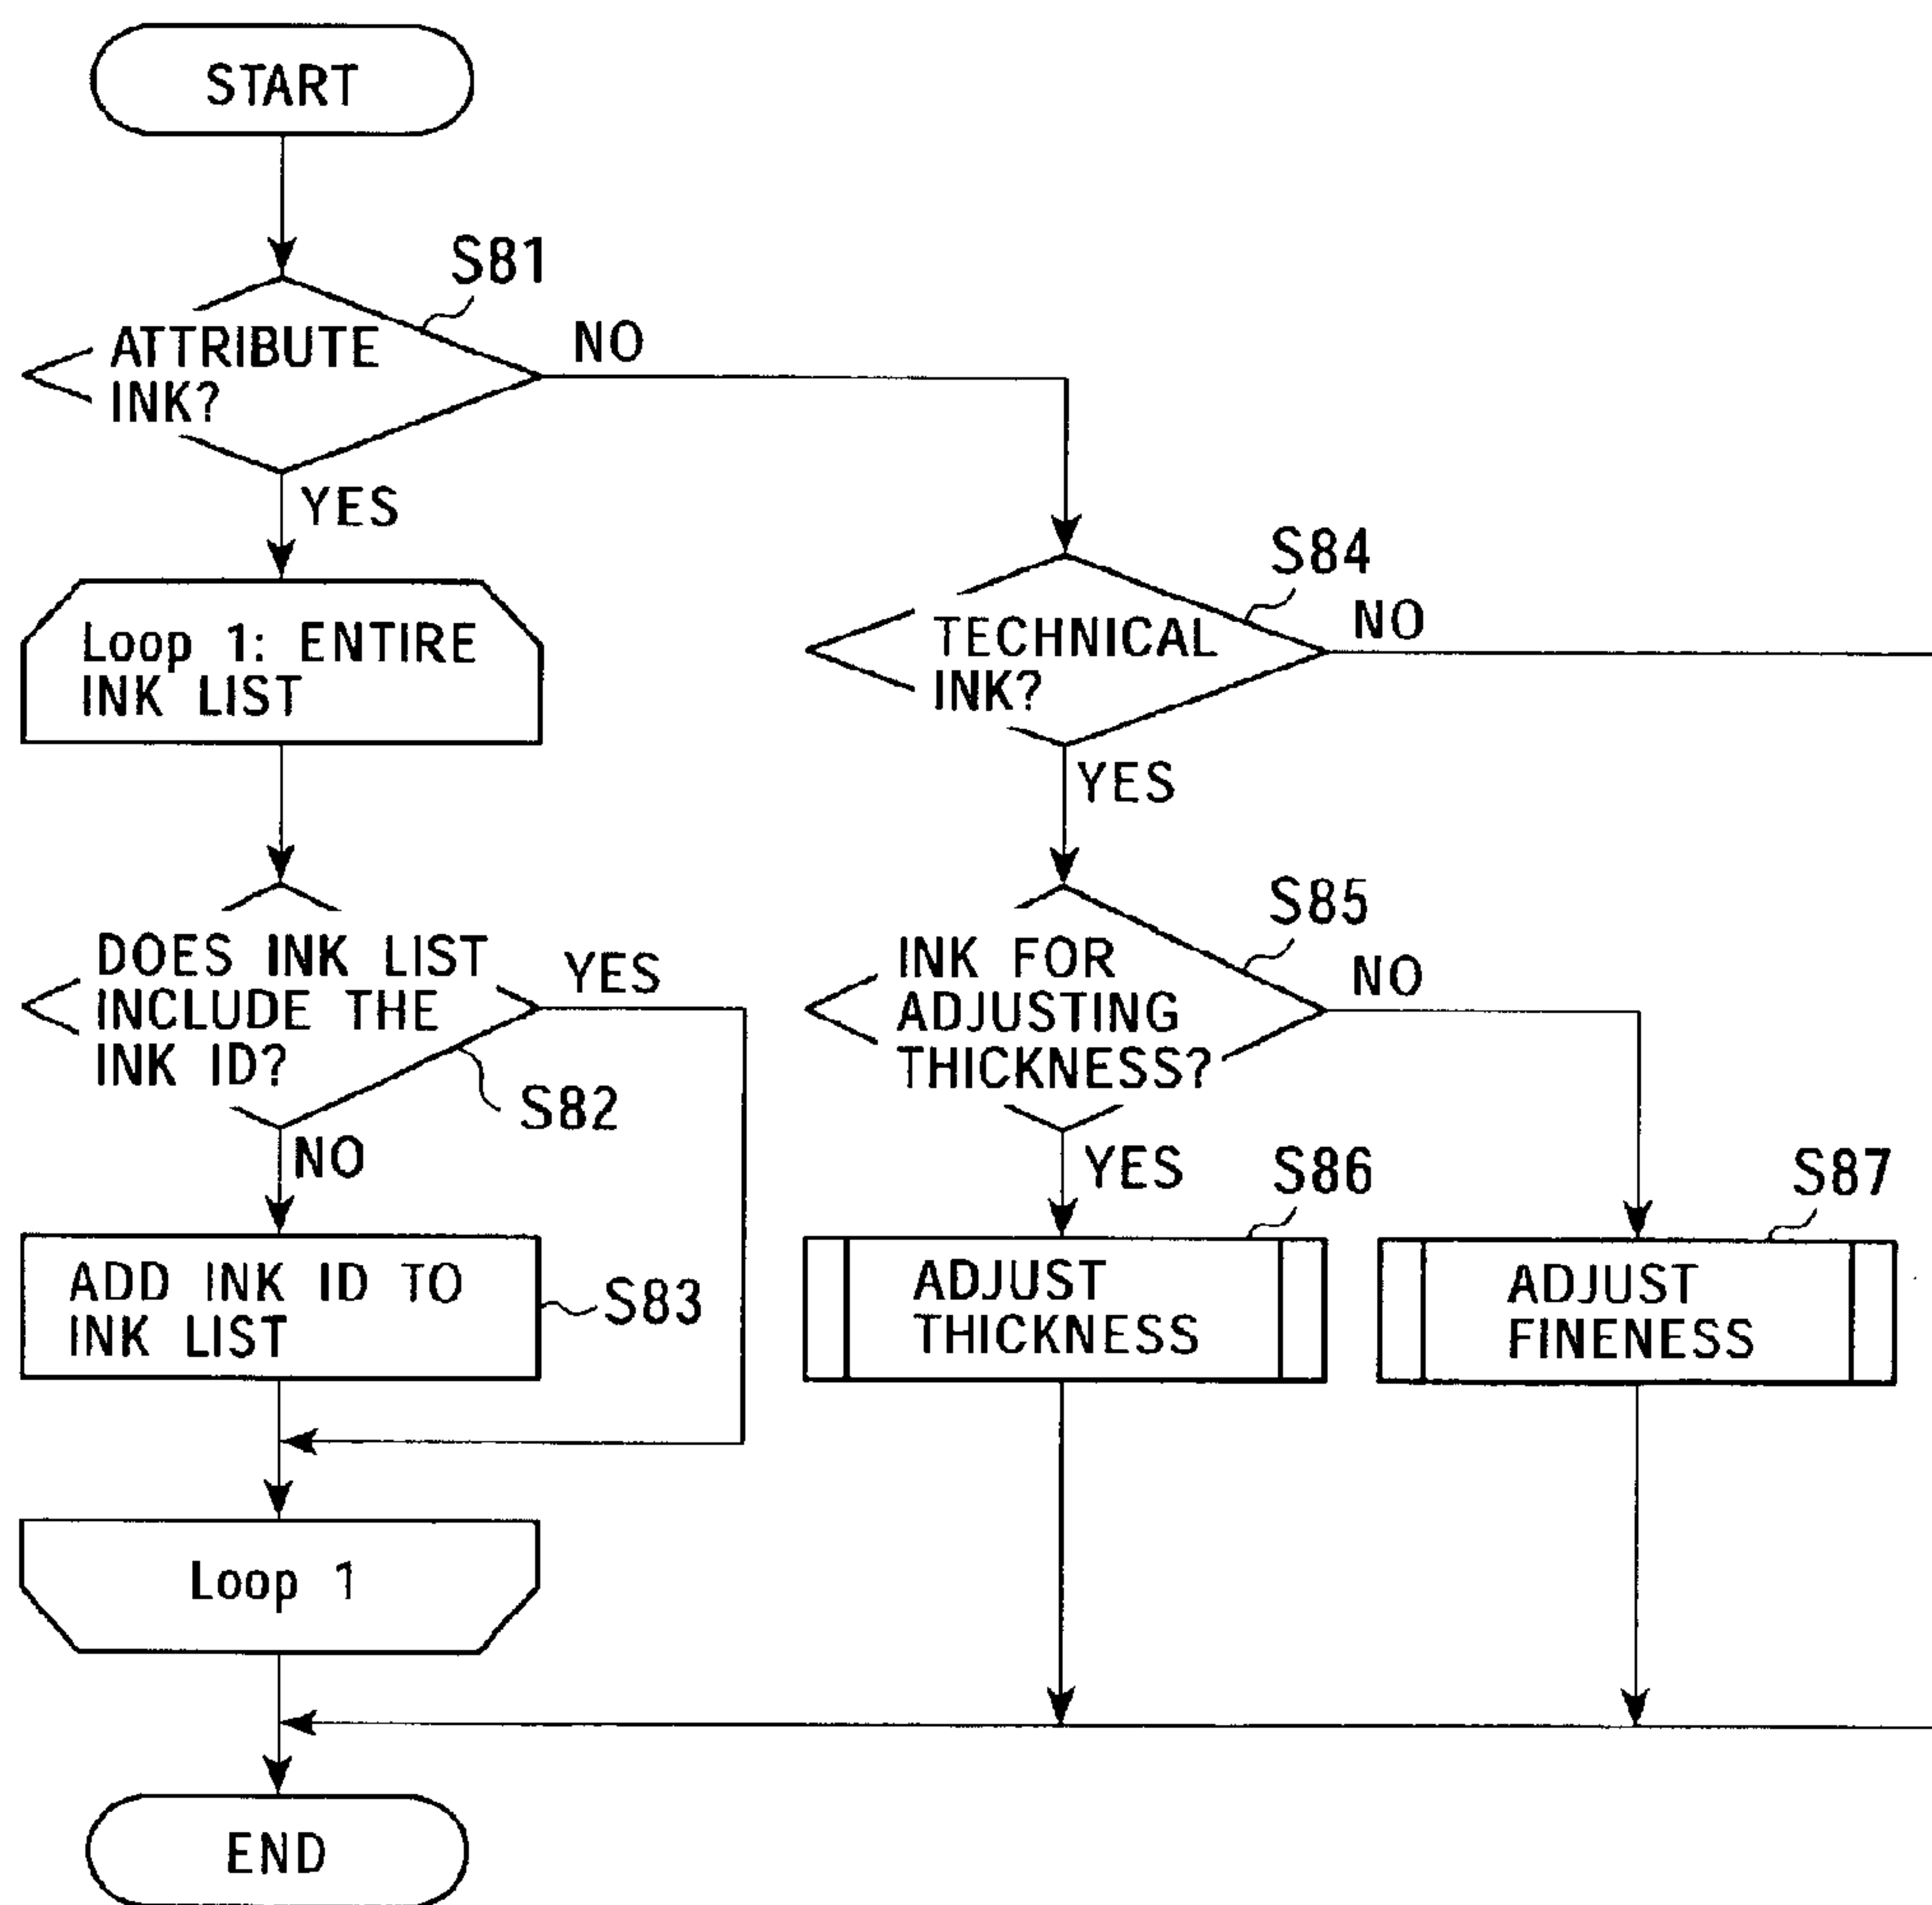 START
S81
ATTRIBUTE
INK?
NO
YES
Loop 1: ENTIRE
INK LIST
DOES INK LIST
INCLUDE THE
INK ID?
YES
S82
NO
ADD INK ID TO
INK LIST
S83
Loop 1
END
S84
TECHNICAL
INK?
NO
YES
S85
INK FOR
ADJUSTING
THICKNESS?
NO
YES
S86
ADJUST
THICKNESS
S87
ADJUST
FINENESS